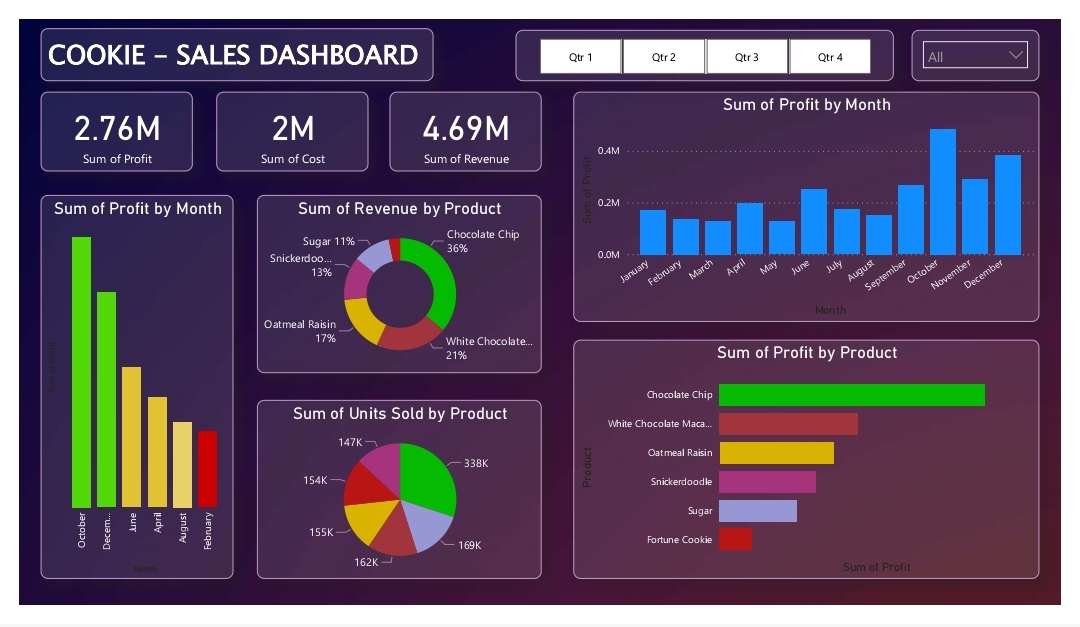 COOKIE – SALES DASHBOARD
Qtr 1
Qtr 2
Qtr 3
Qtr 4
All
2.76M
Sum of Profit
2M
Sum of Cost
4.69M
Sum of Revenue
Sum of Profit by Month
Sum of Profit
0.4M
0.2M
0.0M
January
February
March
April
May
June
July
August
September
October
November
December
Month
Sum of Profit by Month
Sum of Profit
October
Decem...
June
April
August
February
Month
Sum of Revenue by Product
Chocolate Chip
36%
White Chocolate...
21%
Oatmeal Raisin
17%
Snickerdoo...
13%
Sugar 11%
Sum of Units Sold by Product
338K
169K
162K
155K
154K
147K
Sum of Profit by Product
Product
Chocolate Chip
White Chocolate Maca...
Oatmeal Raisin
Snickerdoodle
Sugar
Fortune Cookie
Sum of Profit